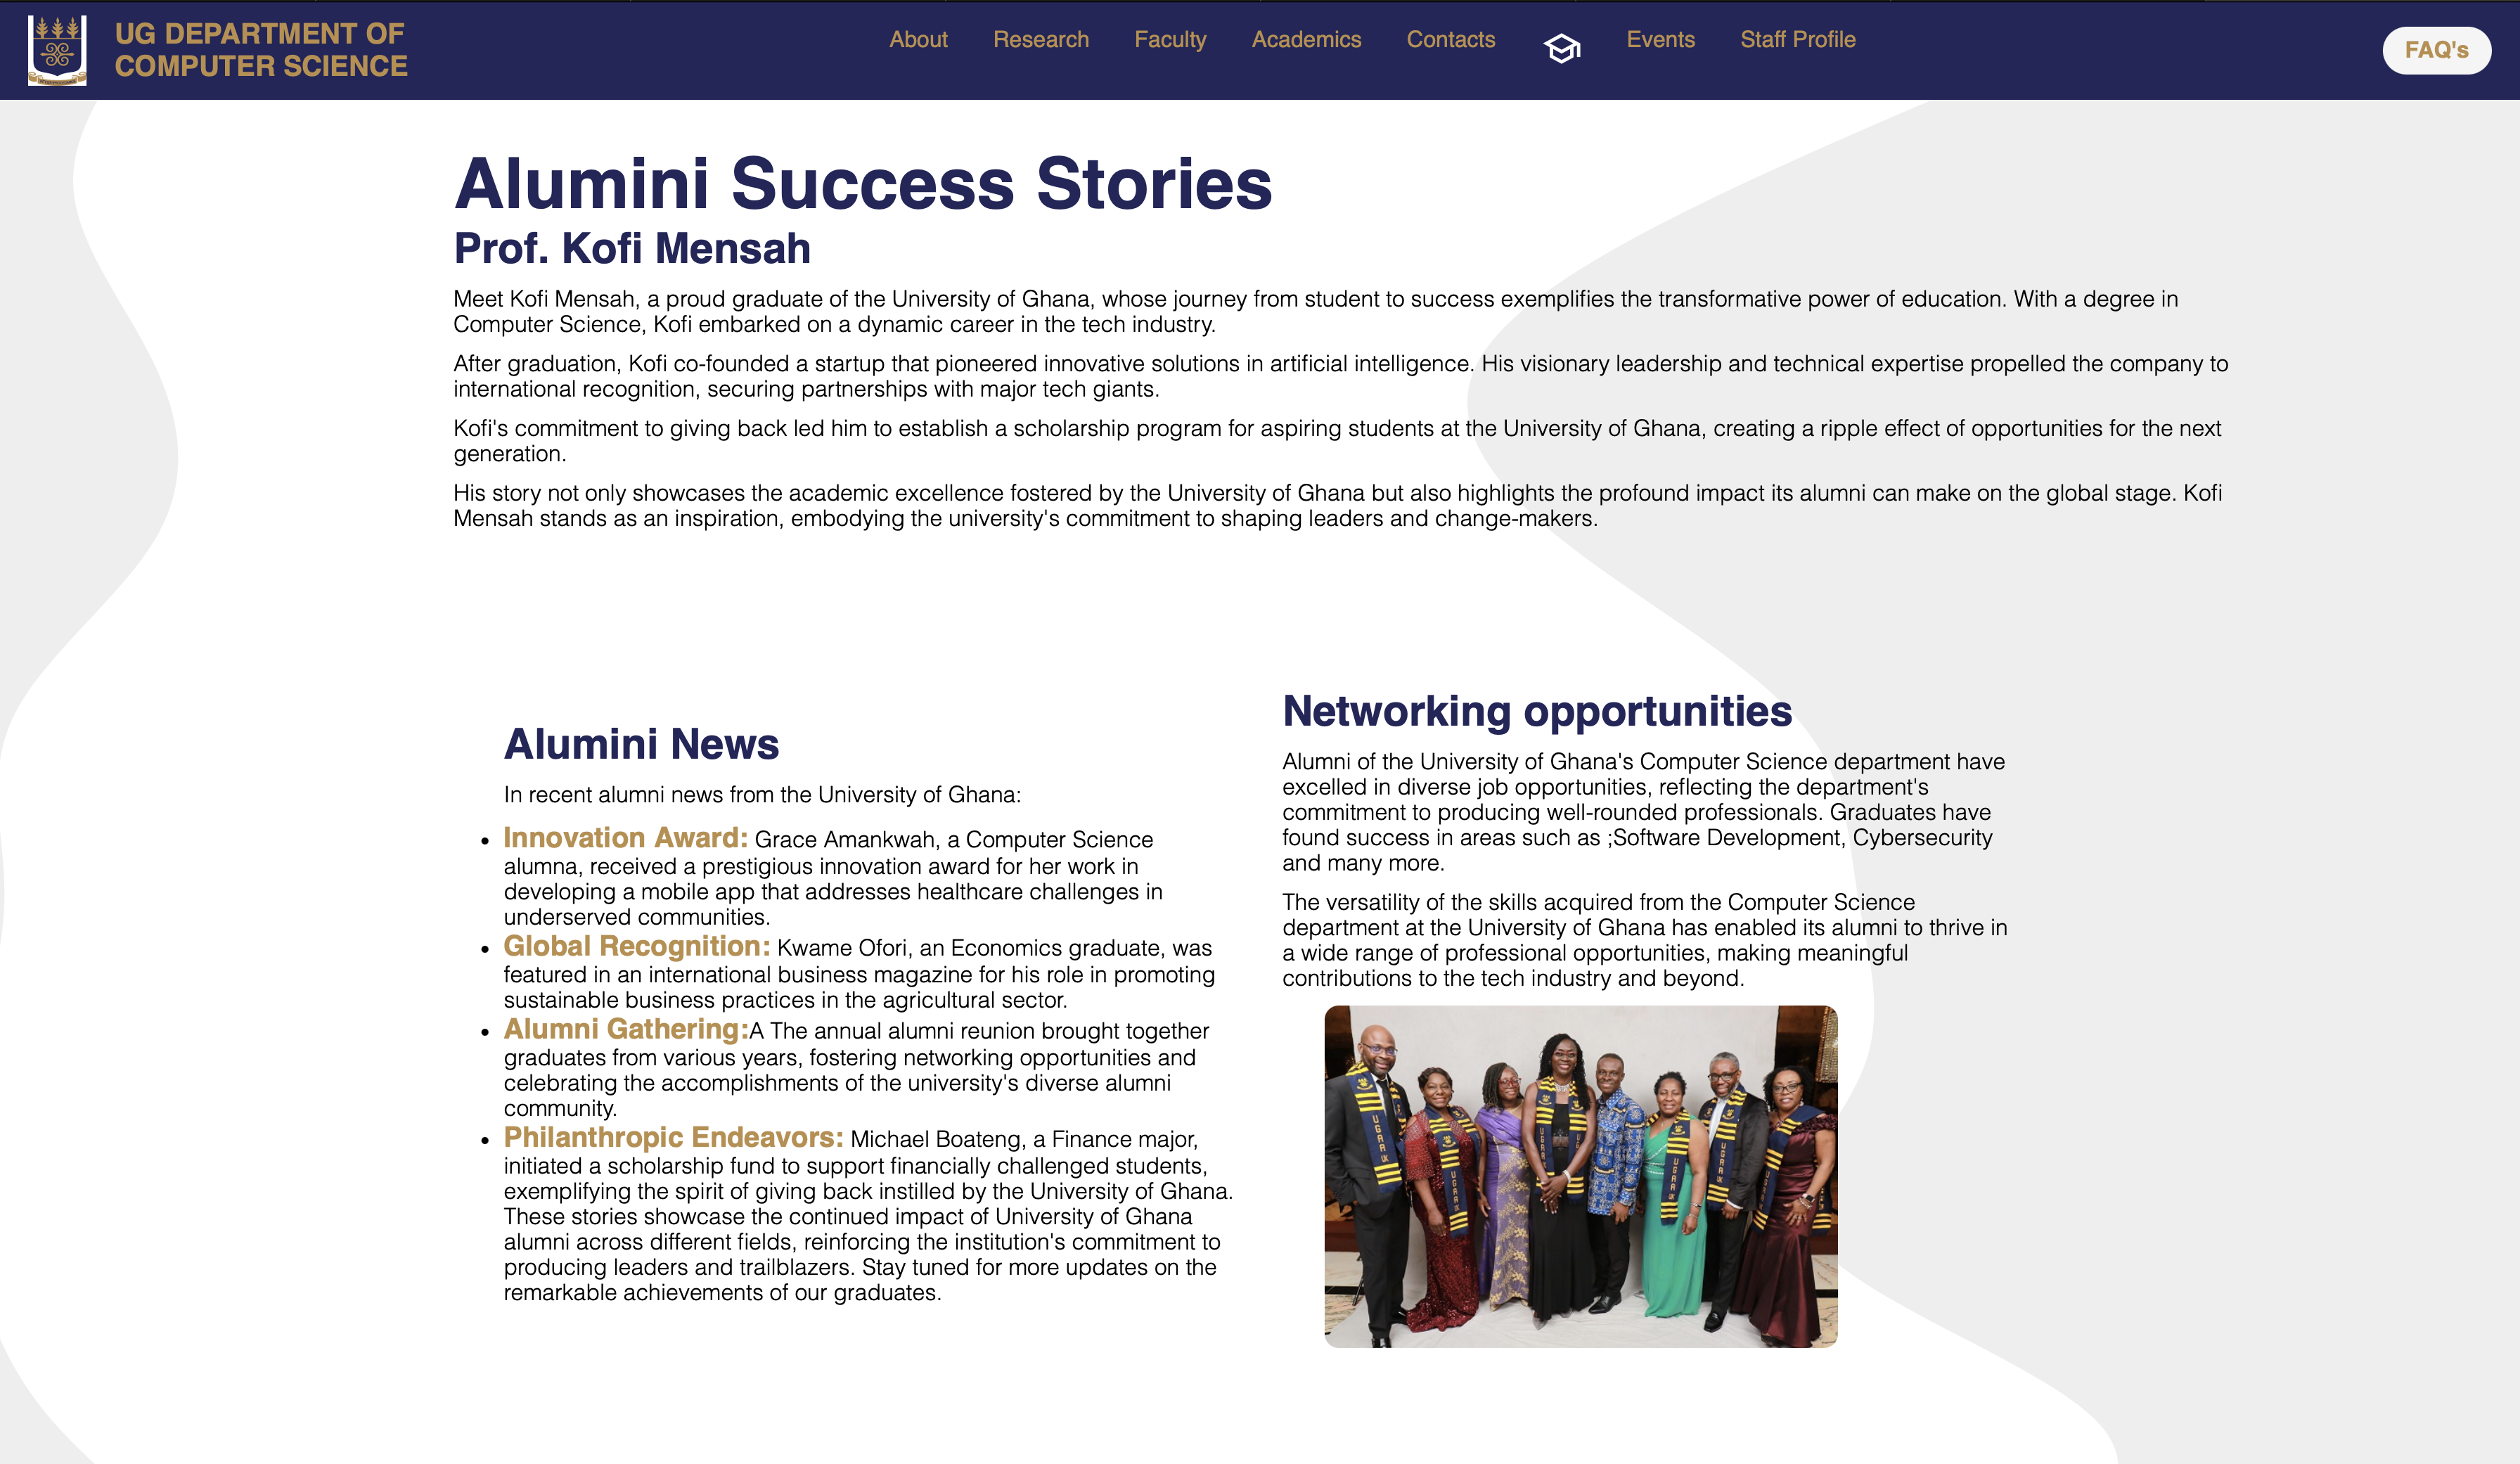 UG DEPARTMENT OF
COMPUTER SCIENCE
About
Research
Faculty
Academics
Contacts
Events
Staff Profile
FAQ's
Alumini Success Stories
Prof. Kofi Mensah
Meet Kofi Mensah, a proud graduate of the University of Ghana, whose journey from student to success exemplifies the transformative power of education. With a degree in
Computer Science, Kofi embarked on a dynamic career in the tech industry.
After graduation, Kofi co-founded a startup that pioneered innovative solutions in artificial intelligence. His visionary leadership and technical expertise propelled the company to
international recognition, securing partnerships with major tech giants.
Kofi's commitment to giving back led him to establish a scholarship program for aspiring students at the University of Ghana, creating a ripple effect of opportunities for the next
generation.
His story not only showcases the academic excellence fostered by the University of Ghana but also highlights the profound impact its alumni can make on the global stage. Kofi
Mensah stands as an inspiration, embodying the university's commitment to shaping leaders and change-makers.
Alumini News
In recent alumni news from the University of Ghana:
Innovation Award: Grace Amankwah, a Computer Science
alumna, received a prestigious innovation award for her work in
developing a mobile app that addresses healthcare challenges in
underserved communities.
Global Recognition: Kwame Ofori, an Economics graduate, was
featured in an international business magazine for his role in promoting
sustainable business practices in the agricultural sector.
Alumni Gathering:A The annual alumni reunion brought together
graduates from various years, fostering networking opportunities and
celebrating the accomplishments of the university's diverse alumni
community.
Philanthropic Endeavors: Michael Boateng, a Finance major,
initiated a scholarship fund to support financially challenged students,
exemplifying the spirit of giving back instilled by the University of Ghana.
These stories showcase the continued impact of University of Ghana
alumni across different fields, reinforcing the institution's commitment to
producing leaders and trailblazers. Stay tuned for more updates on the
remarkable achievements of our graduates.
Networking opportunities
Alumni of the University of Ghana's Computer Science department have
excelled in diverse job opportunities, reflecting the department's
commitment to producing well-rounded professionals. Graduates have
found success in areas such as ;Software Development, Cybersecurity
and many more.
The versatility of the skills acquired from the Computer Science
department at the University of Ghana has enabled its alumni to thrive in
a wide range of professional opportunities, making meaningful
contributions to the tech industry and beyond.
UGAA UK
UGAA
UGAA UK
UGAA UK